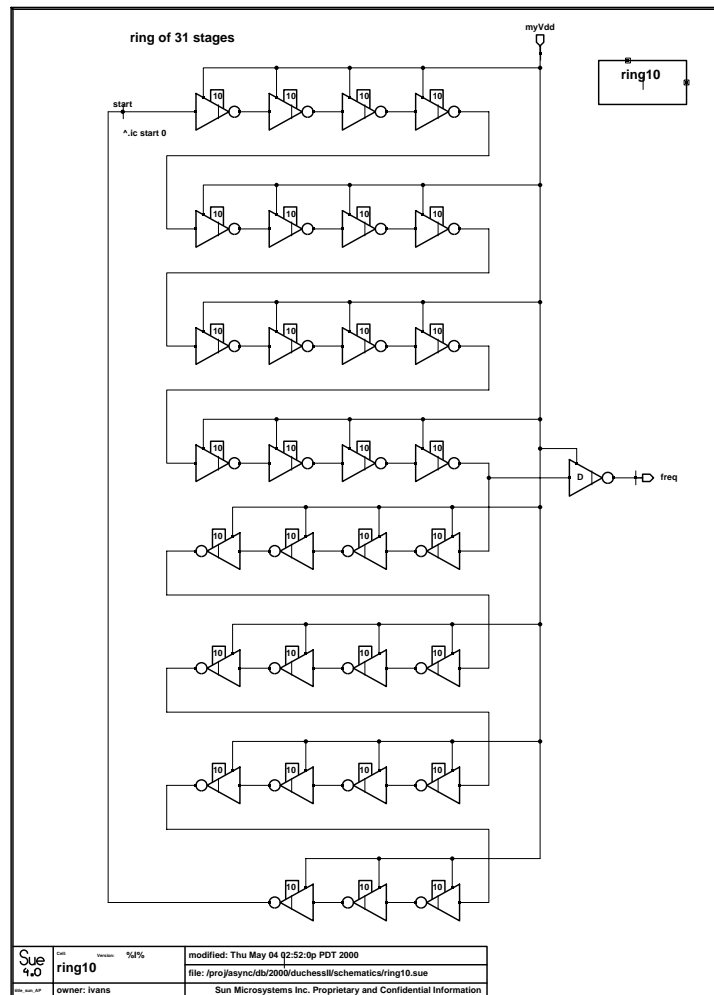 ring of 31 stages
myVdd
ring10
start
^.ic start 0
10 10 10 10
10 10 10 10
10 10 10 10
10 10 10 10
D
freq
10 10 10 10
10 10 10 10
10 10 10 10
10 10 10
Sue 4.0
Cell: Version: %I%
ring10
modified: Thu May 04 02:52:0p PDT 2000
file: /proj/async/db/2000/duchessII/schematics/ring10.sue
title_sun_AP
owner: ivans
Sun Microsystems Inc. Proprietary and Confidential Information